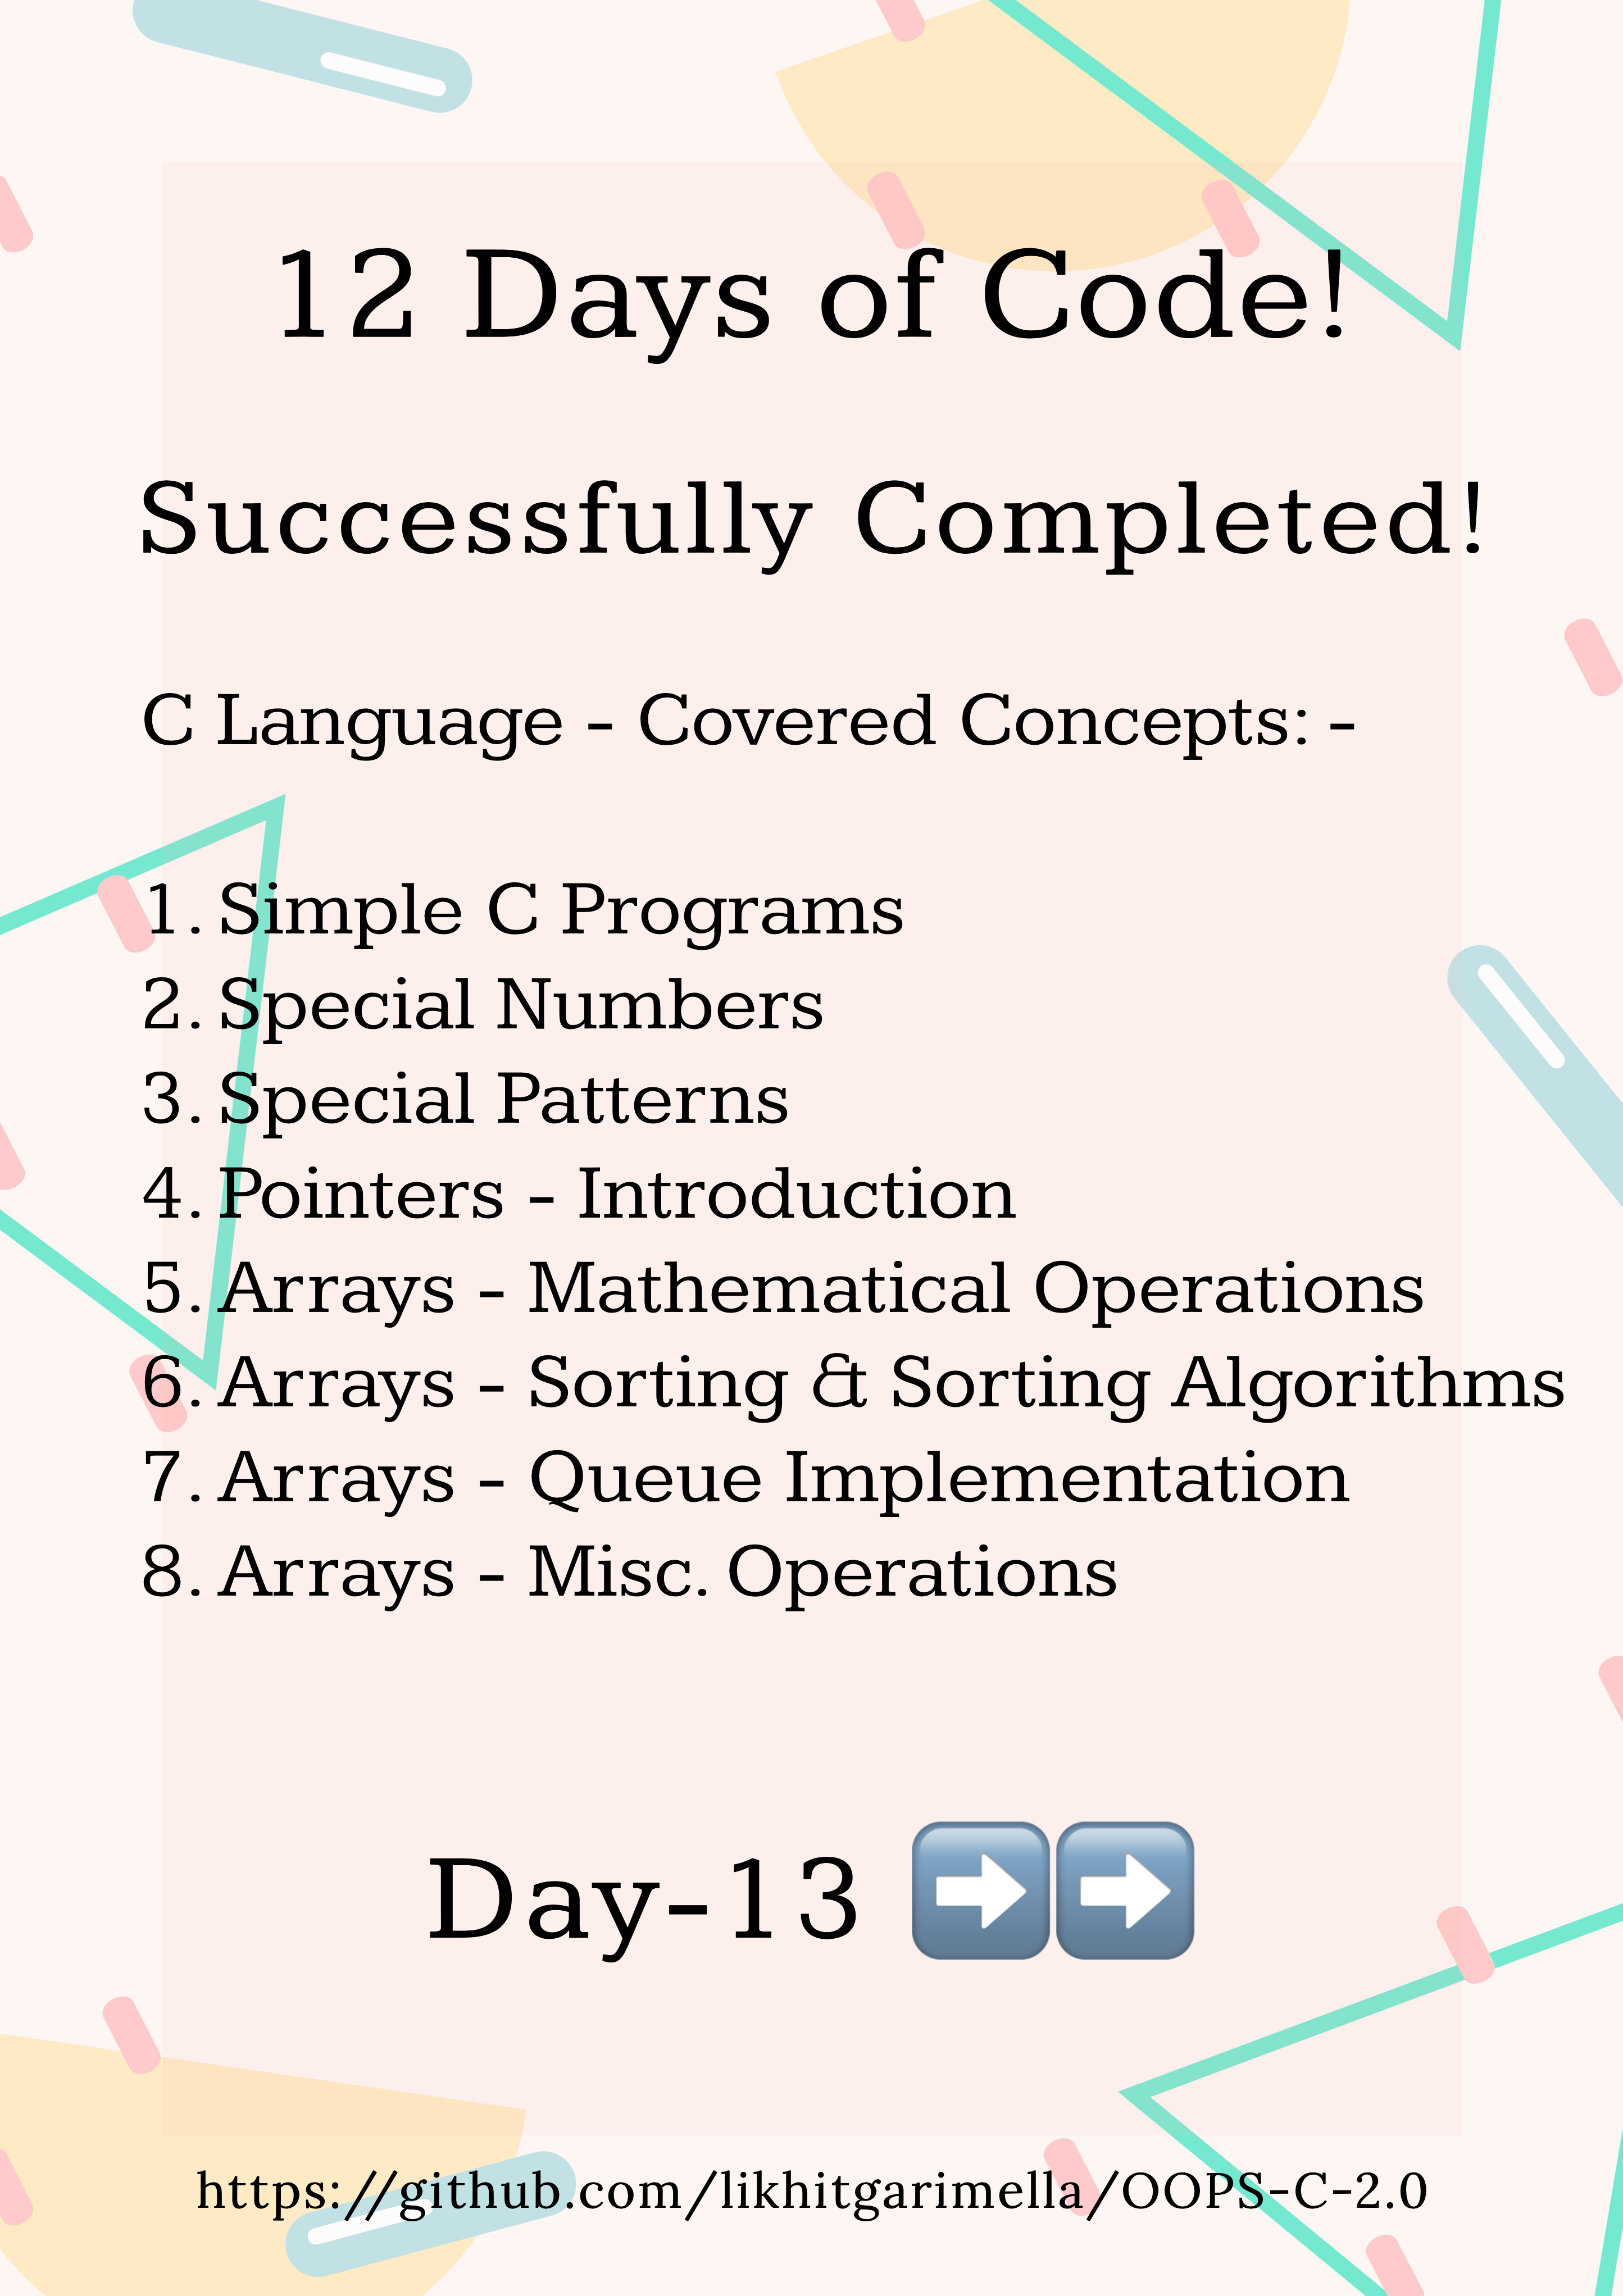 12 Days of Code!
Successfully Completed!
C Language - Covered Concepts: -
1. Simple C Programs
2. Special Numbers
3. Special Patterns
4. Pointers - Introduction
5. Arrays - Mathematical Operations
6. Arrays - Sorting & Sorting Algorithms
7. Arrays - Queue Implementation
8. Arrays - Misc. Operations
Day-13 ➡️➡️
https://github.com/likhitgarimella/OOPS-C-2.0